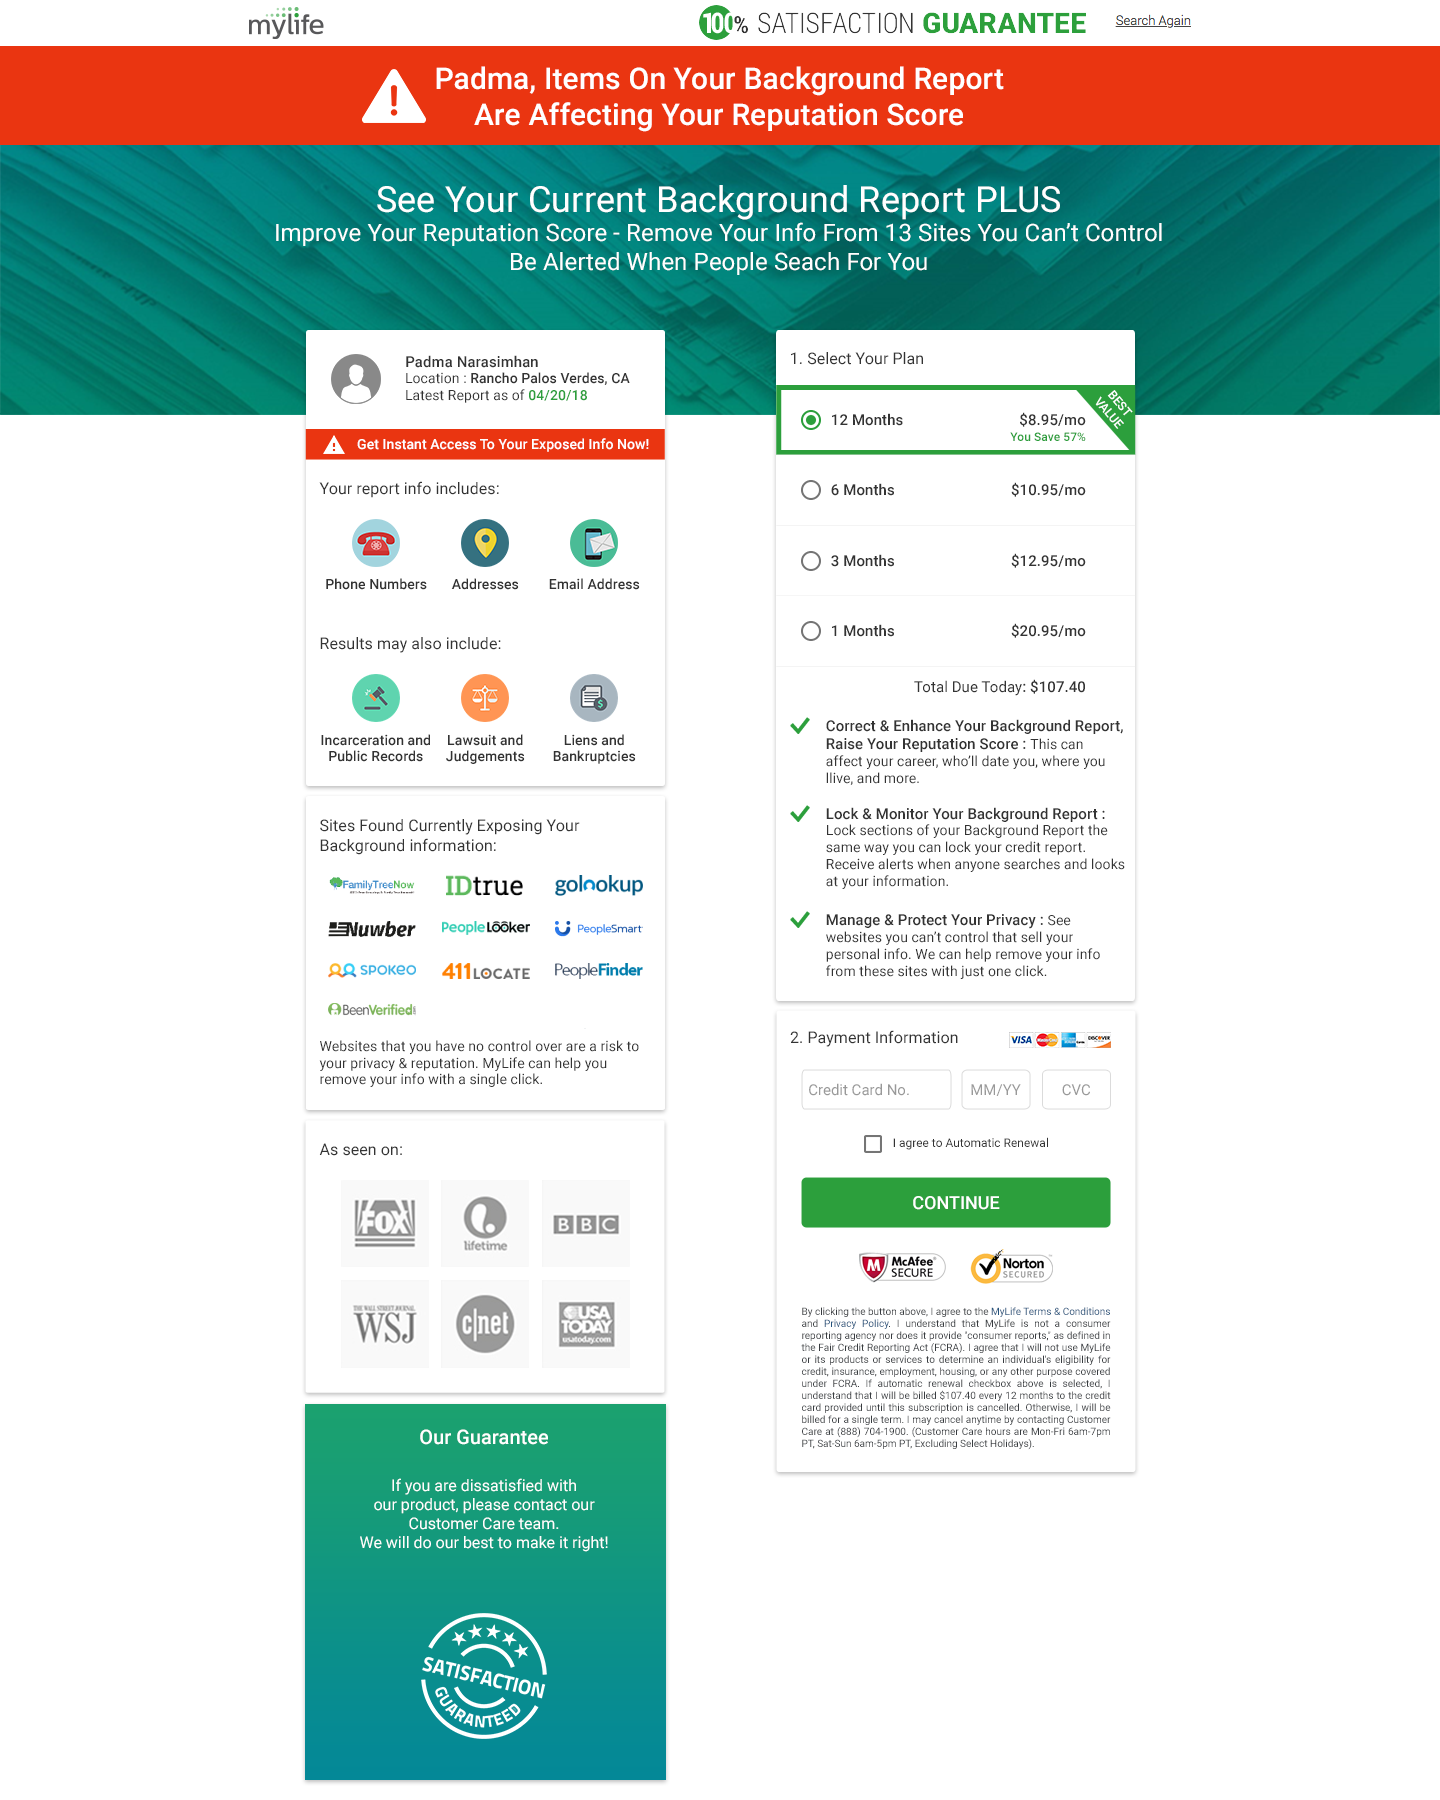 mylife
100% SATISFACTION GUARANTEE
Search Again
Padma, Items On Your Background Report
Are Affecting Your Reputation Score
See Your Current Background Report PLUS
Improve Your Reputation Score - Remove Your Info From 13 Sites You Can't Control
Be Alerted When People Seach For You
Padma Narasimhan
Location : Rancho Palos Verdes, CA
Latest Report as of 04/20/18
Get Instant Access To Your Exposed Info Now!
Your report info includes:
Phone Numbers
Addresses
Email Address
Results may also include:
Incarceration and
Public Records
Lawsuit and
Judgements
Liens and
Bankruptcies
Sites Found Currently Exposing Your
Background information:
FamilyTreeNow
IDtrue
golookup
Nuwber
PeopleLooker
PeopleSmart
SPOKEO
411LOCATE
PeopleFinder
BeenVerified
Websites that you have no control over are a risk to
your privacy & reputation. MyLife can help you
remove your info with a single click.
As seen on:
FOX
lifetime
BBC
THE WALL STREET JOURNAL
WSJ
c|net
USA
TODAY
usatoday.com
Our Guarantee
If you are dissatisfied with
our product, please contact our
Customer Care team.
We will do our best to make it right!
SATISFACTION
GUARANTEED
1. Select Your Plan
BEST
VALUE
12 Months $8.95/mo
You Save 57%
6 Months $10.95/mo
3 Months $12.95/mo
1 Months $20.95/mo
Total Due Today: $107.40
Correct & Enhance Your Background Report,
Raise Your Reputation Score : This can
affect your career, who'll date you, where you
llive, and more.
Lock & Monitor Your Background Report :
Lock sections of your Background Report the
same way you can lock your credit report.
Receive alerts when anyone searches and looks
at your information.
Manage & Protect Your Privacy : See
websites you can't control that sell your
personal info. We can help remove your info
from these sites with just one click.
2. Payment Information
VISA
DISCOVER
Credit Card No.
MM/YY
CVC
I agree to Automatic Renewal
CONTINUE
McAfee
SECURE
Norton
SECURED
By clicking the button above, I agree to the MyLife Terms & Conditions
and Privacy Policy. I understand that MyLife is not a consumer
reporting agency nor does it provide "consumer reports," as defined in
the Fair Credit Reporting Act (FCRA). I agree that I will not use MyLife
or its products or services to determine an individual's eligibility for
credit, insurance, employment, housing, or any other purpose covered
under FCRA. If automatic renewal checkbox above is selected, I
understand that I will be billed $107.40 every 12 months to the credit
card provided until this subscription is cancelled. Otherwise, I will be
billed for a single term. I may cancel anytime by contacting Customer
Care at (888) 704-1900. (Customer Care hours are Mon-Fri 6am-7pm
PT, Sat-Sun 6am-5pm PT, Excluding Select Holidays).